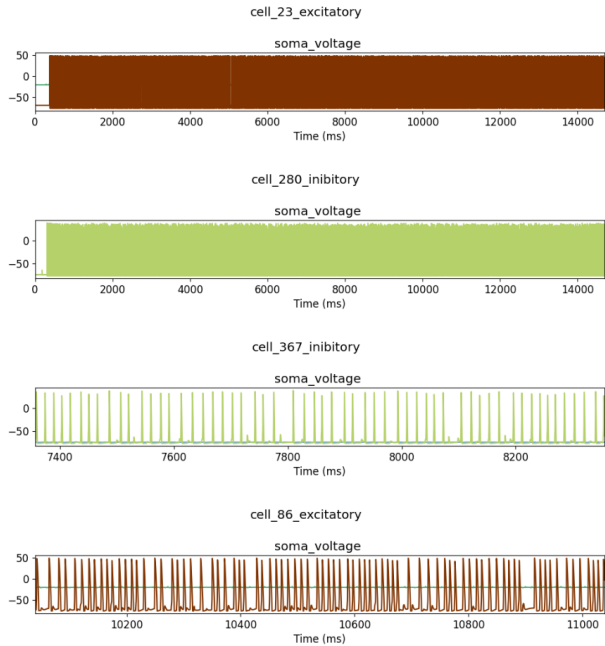 cell_23_excitatory
soma_voltage
50
0
−50
0 2000 4000 6000 8000 10000 12000 14000
Time (ms)
cell_280_inibitory
soma_voltage
0
−50
0 2000 4000 6000 8000 10000 12000 14000
Time (ms)
cell_367_inibitory
soma_voltage
0
−50
7400 7600 7800 8000 8200
Time (ms)
cell_86_excitatory
soma_voltage
50
0
−50
10200 10400 10600 10800 11000
Time (ms)